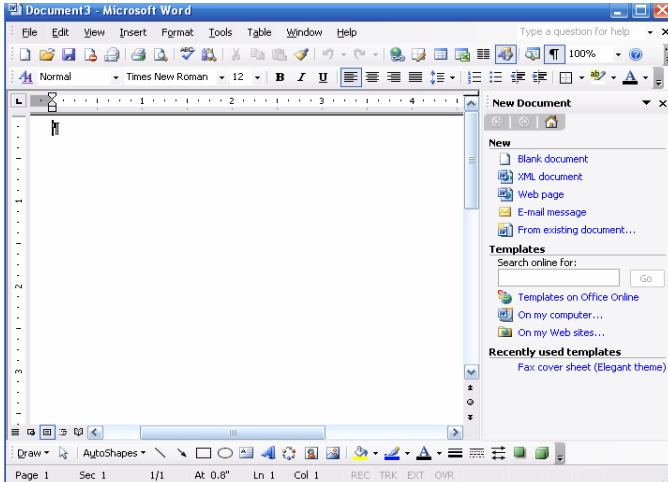 Document3 - Microsoft Word
File Edit View Insert Format Tools Table Window Help Type a question for help
100%
Normal Times New Roman 12 B I U
1 2 3 4
¶
New Document
New
Blank document
XML document
Web page
E-mail message
From existing document...
Templates
Search online for:
Go
Templates on Office Online
On my computer...
On my Web sites...
Recently used templates
Fax cover sheet (Elegant theme)
Draw AutoShapes
Page 1 Sec 1 1/1 At 0.8" Ln 1 Col 1 REC TRK EXT OVR